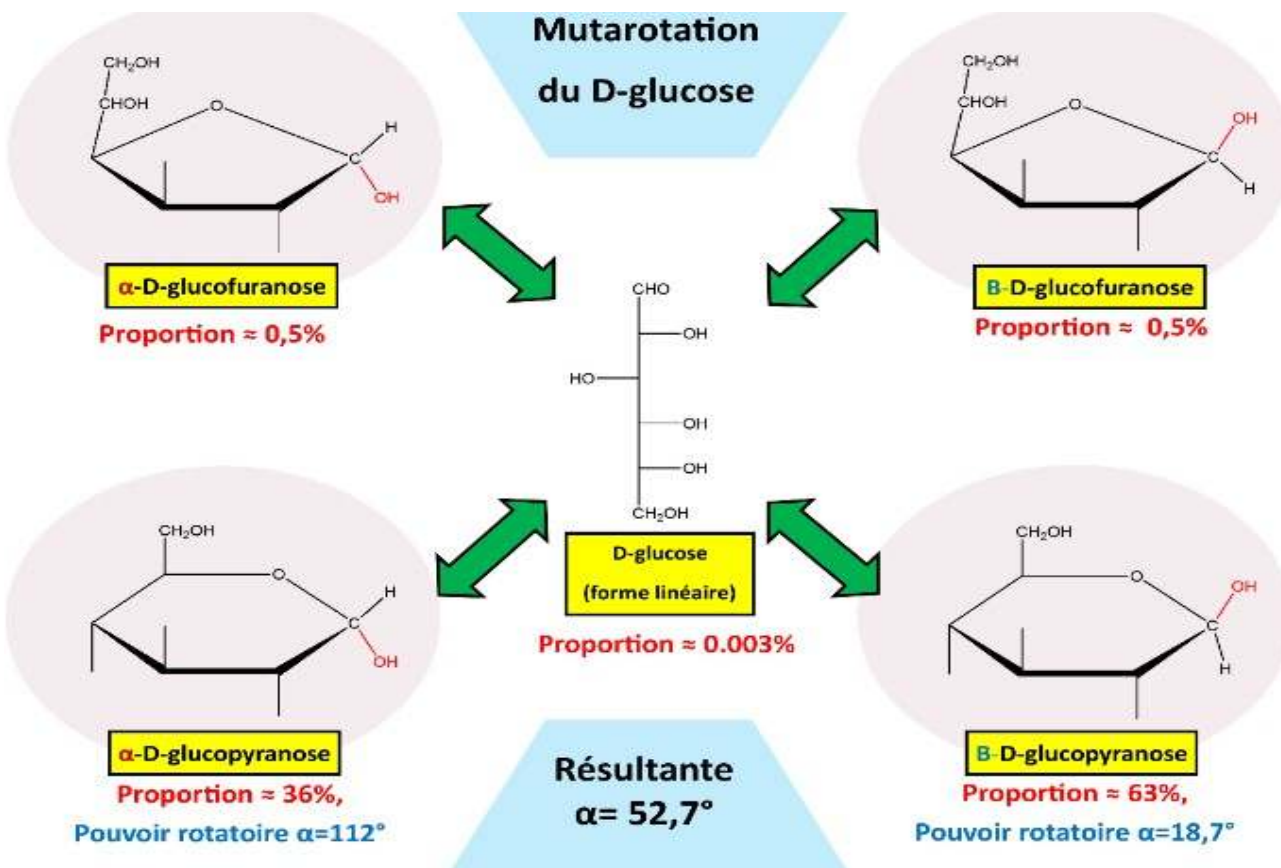 Mutarotation
du D-glucose
CH₂OH
CHOH
O
H
C
OH
α-D-glucofuranose
Proportion ≈ 0,5%
CH₂OH
CHOH
O
OH
C
H
B-D-glucofuranose
Proportion ≈ 0,5%
CHO
OH
HO
OH
OH
CH₂OH
D-glucose
(forme linéaire)
Proportion ≈ 0.003%
CH₂OH
O
H
C
OH
α-D-glucopyranose
Proportion ≈ 36%,
Pouvoir rotatoire α=112°
CH₂OH
O
OH
C
H
B-D-glucopyranose
Proportion ≈ 63%,
Pouvoir rotatoire α=18,7°
Résultante
α= 52,7°